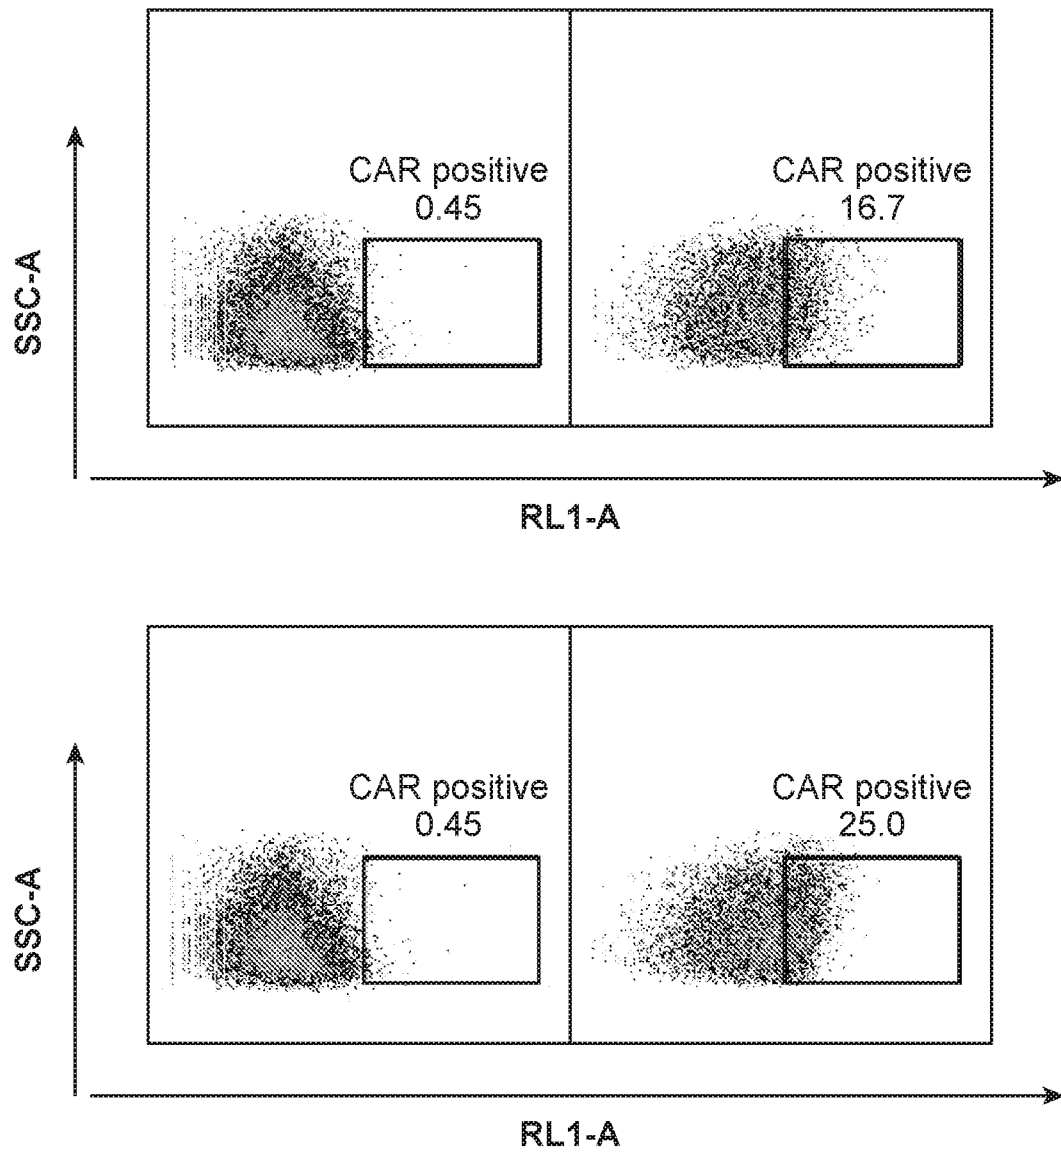 CAR positive
0.45
CAR positive
16.7
SSC-A
RL1-A
CAR positive
0.45
CAR positive
25.0
SSC-A
RL1-A